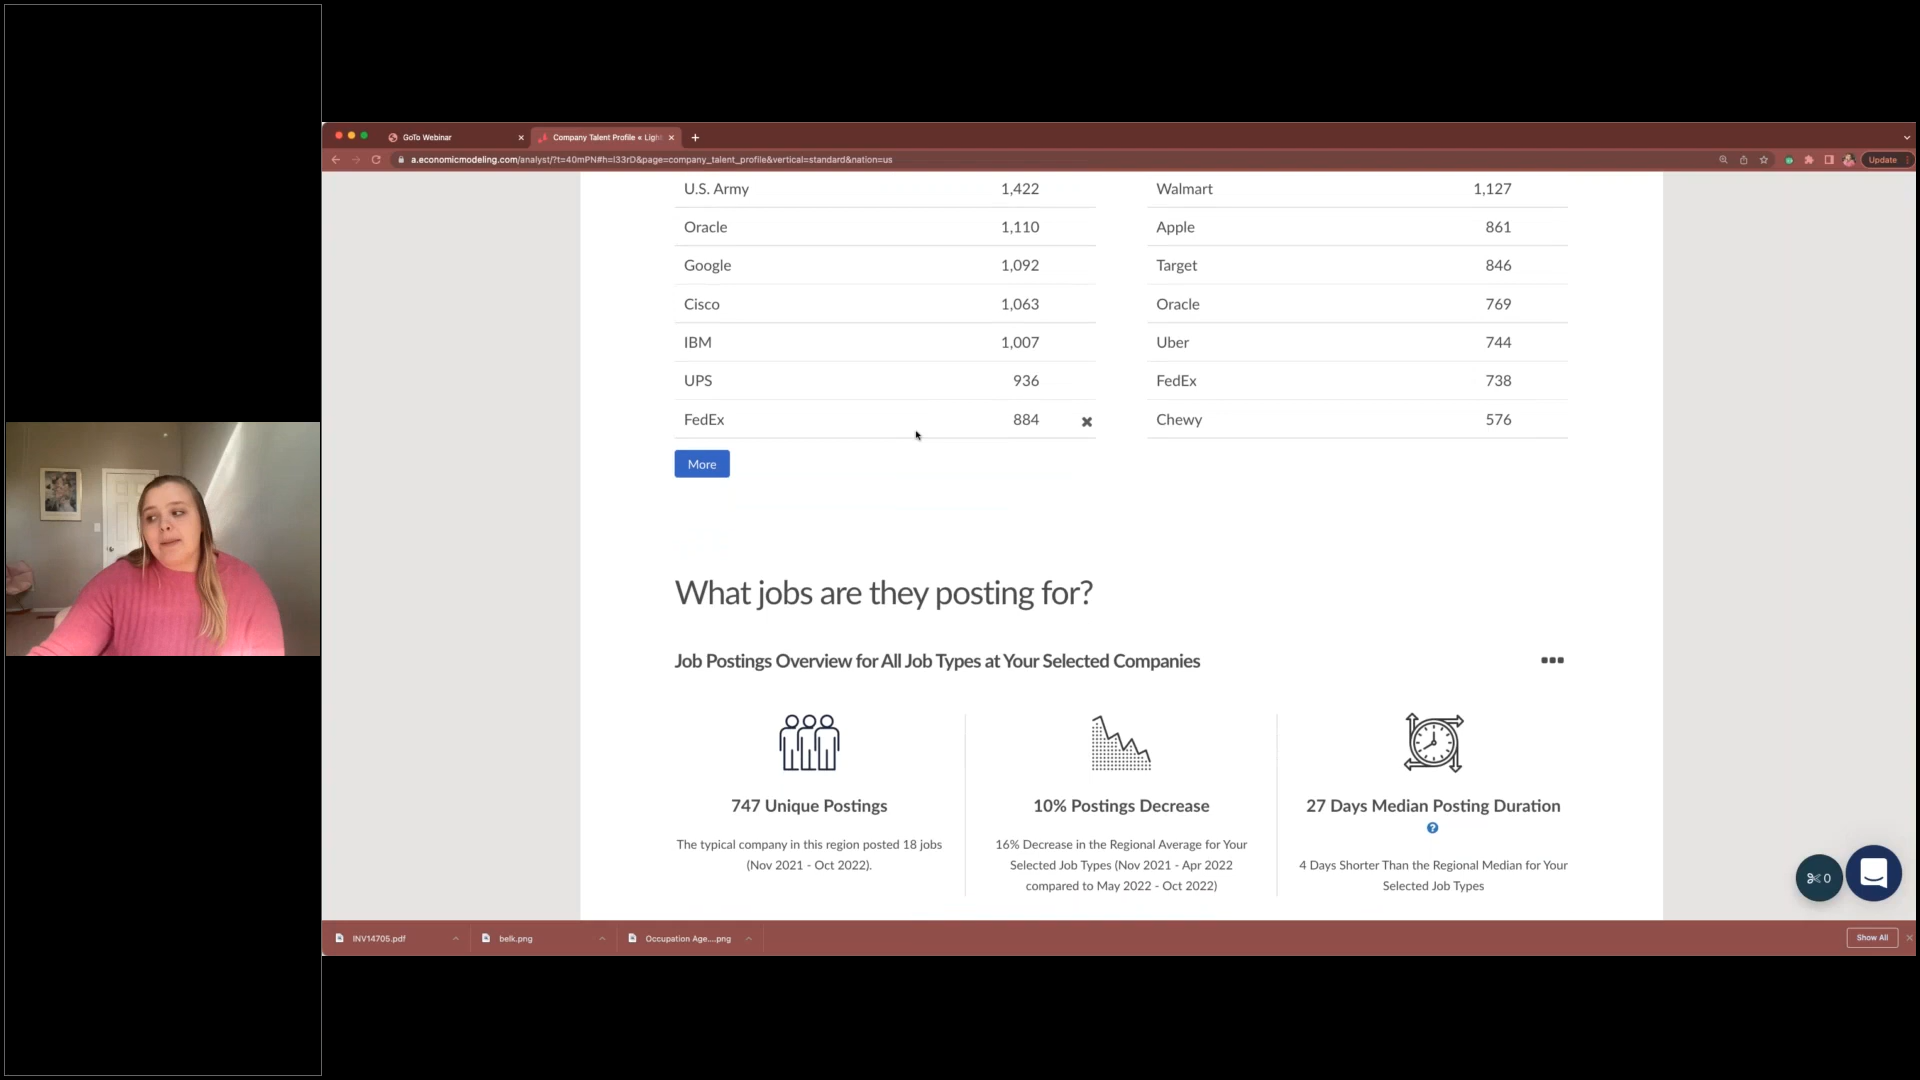 GoTo Webinar
Company Talent Profile « Ligh
a.economicmodeling.com/analyst/?t=40mPN#h=I33rD&page=company_talent_profile&vertical=standard&nation=us
Update
U.S. Army 1,422
Oracle 1,110
Google 1,092
Cisco 1,063
IBM 1,007
UPS 936
FedEx 884
More
Walmart 1,127
Apple 861
Target 846
Oracle 769
Uber 744
FedEx 738
Chewy 576
What jobs are they posting for?
Job Postings Overview for All Job Types at Your Selected Companies
747 Unique Postings
The typical company in this region posted 18 jobs
(Nov 2021 - Oct 2022).
10% Postings Decrease
16% Decrease in the Regional Average for Your
Selected Job Types (Nov 2021 - Apr 2022
compared to May 2022 - Oct 2022)
27 Days Median Posting Duration
?
4 Days Shorter Than the Regional Median for Your
Selected Job Types
0
INV14705.pdf
belk.png
Occupation Age....png
Show All